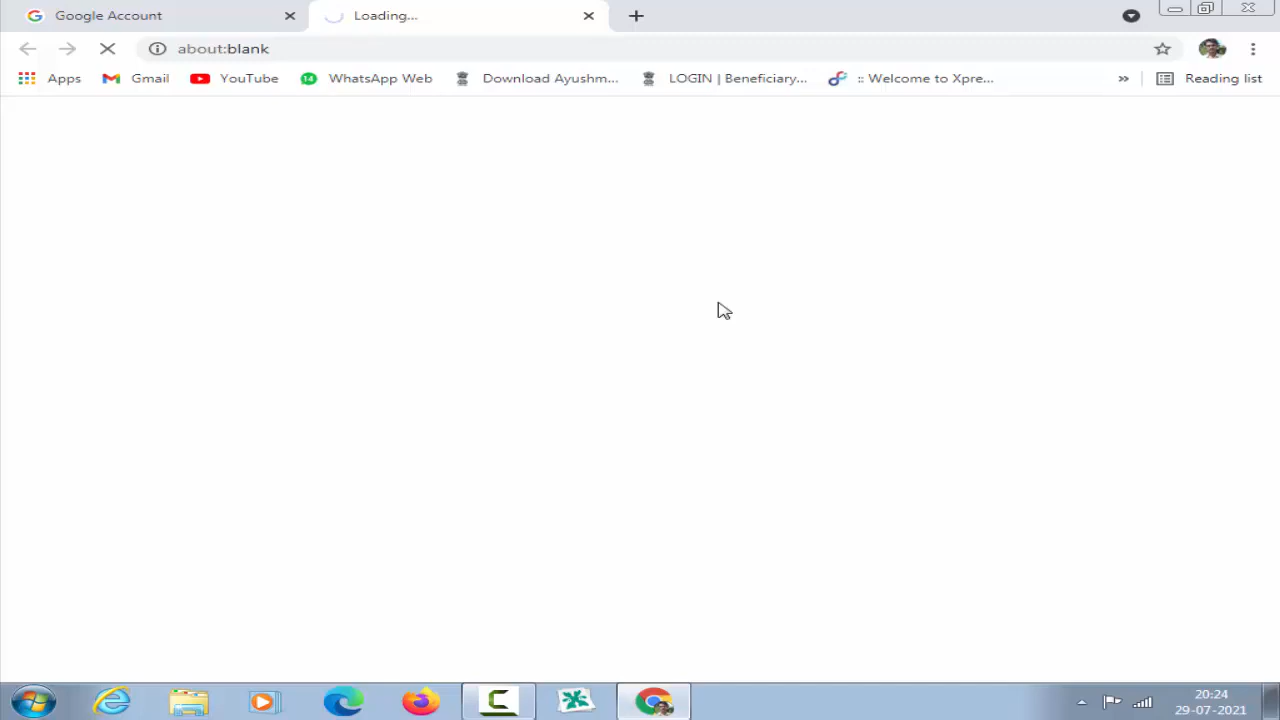 Google Account
Loading...
about:blank
Apps
Gmail
YouTube
14
WhatsApp Web
Download Ayushm...
LOGIN | Beneficiary...
:: Welcome to Xpre...
»
Reading list
20:24
29-07-2021